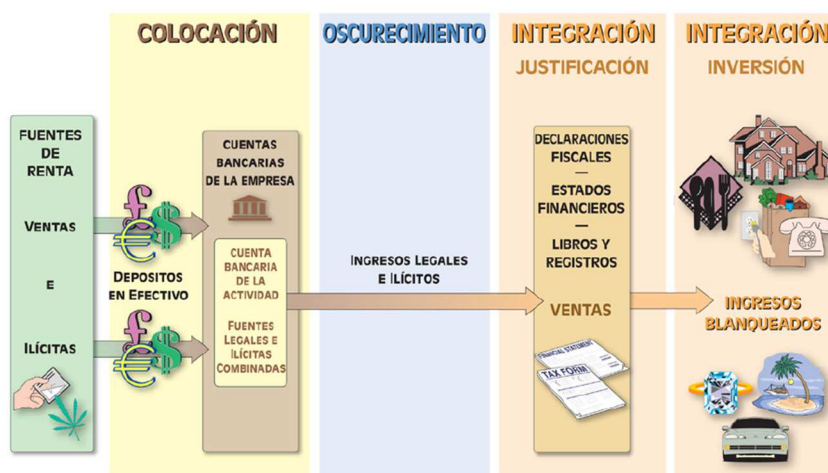 COLOCACIÓN
OSCURECIMIENTO
INTEGRACIÓN
JUSTIFICACIÓN
INTEGRACIÓN
INVERSIÓN
FUENTES
DE
RENTA
VENTAS
E
ILÍCITAS
DEPOSITOS
EN EFECTIVO
CUENTAS
BANCARIAS
DE LA EMPRESA
CUENTA
BANCARIA
DE LA
ACTIVIDAD
FUENTES
LEGALES E
ILÍCITAS
COMBINADAS
INGRESOS LEGALES
E ILÍCITOS
DECLARACIONES
FISCALES
—
ESTADOS
FINANCIEROS
—
LIBROS Y
REGISTROS
VENTAS
FINANCIAL STATEMENT
TAX FORM
INGRESOS
BLANQUEADOS